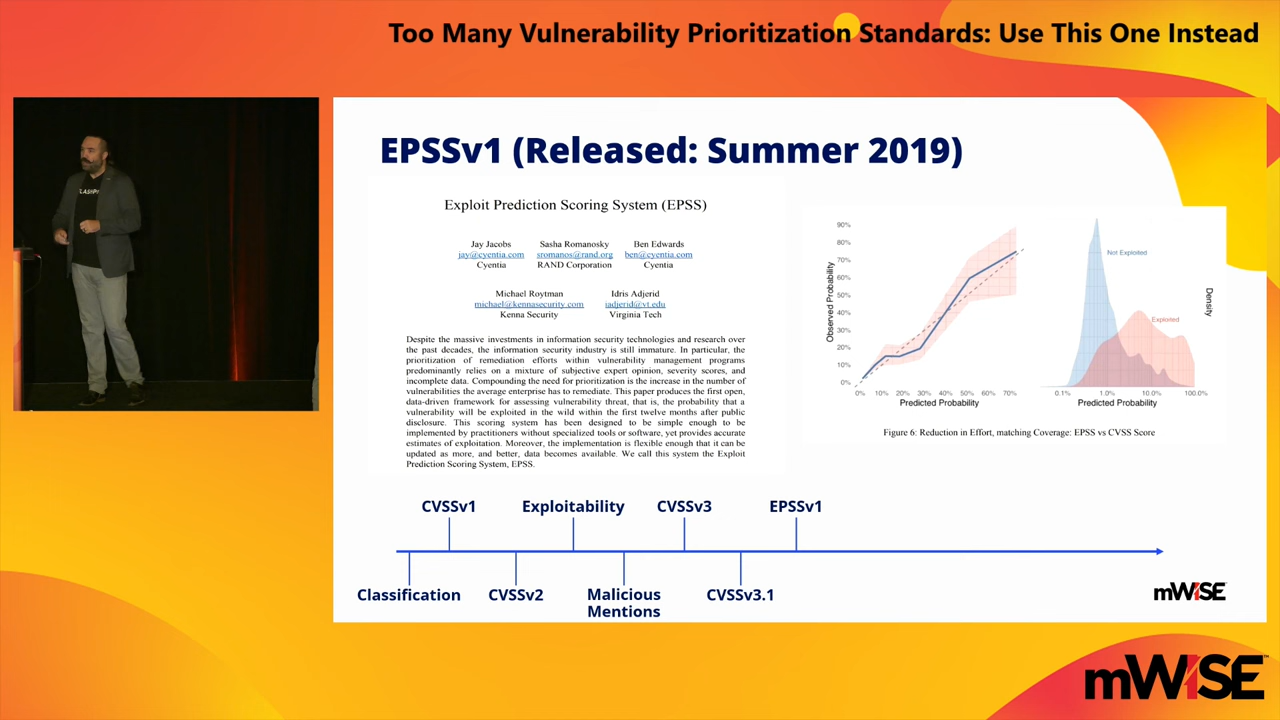 Too Many Vulnerability Prioritization Standards: Use This One Instead
EPSSv1 (Released: Summer 2019)
Exploit Prediction Scoring System (EPSS)
Jay Jacobs
jay@cyentia.com
Cyentia
Sasha Romanosky
sromanos@rand.org
RAND Corporation
Ben Edwards
ben@cyentia.com
Cyentia
Michael Roytman
michael@kennasecurity.com
Kenna Security
Idris Adjerid
iadjerid@vt.edu
Virginia Tech
Despite the massive investments in information security technologies and research over
the past decades, the information security industry is still immature. In particular, the
prioritization of remediation efforts within vulnerability management programs
predominantly relies on a mixture of subjective expert opinion, severity scores, and
incomplete data. Compounding the need for prioritization is the increase in the number of
vulnerabilities the average enterprise has to remediate. This paper produces the first open,
data-driven framework for assessing vulnerability threat, that is, the probability that a
vulnerability will be exploited in the wild within the first twelve months after public
disclosure. This scoring system has been designed to be simple enough to be
implemented by practitioners without specialized tools or software, yet provides accurate
estimates of exploitation. Moreover, the implementation is flexible enough that it can be
updated as more, and better, data becomes available. We call this system the Exploit
Prediction Scoring System, EPSS.
Observed Probability
90%
80%
70%
60%
50%
40%
30%
20%
10%
0%
0% 10% 20% 30% 40% 50% 60% 70%
Predicted Probability
Not Exploited
Exploited
Density
0.1% 1.0% 10.0% 100.0%
Predicted Probability
Figure 6: Reduction in Effort, matching Coverage: EPSS vs CVSS Score
CVSSv1
Exploitability
CVSSv3
EPSSv1
Classification
CVSSv2
Malicious
Mentions
CVSSv3.1
mWISE
mWISE™